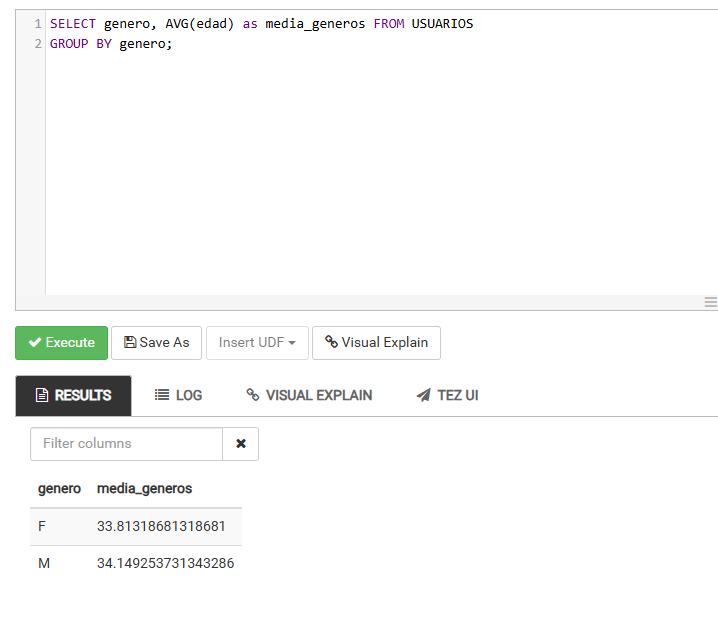 1 SELECT genero, AVG(edad) as media_generos FROM USUARIOS
2 GROUP BY genero;
Execute Save As Insert UDF Visual Explain
RESULTS LOG VISUAL EXPLAIN TEZ UI
Filter columns
genero media_generos
F 33.81318681318681
M 34.149253731343286